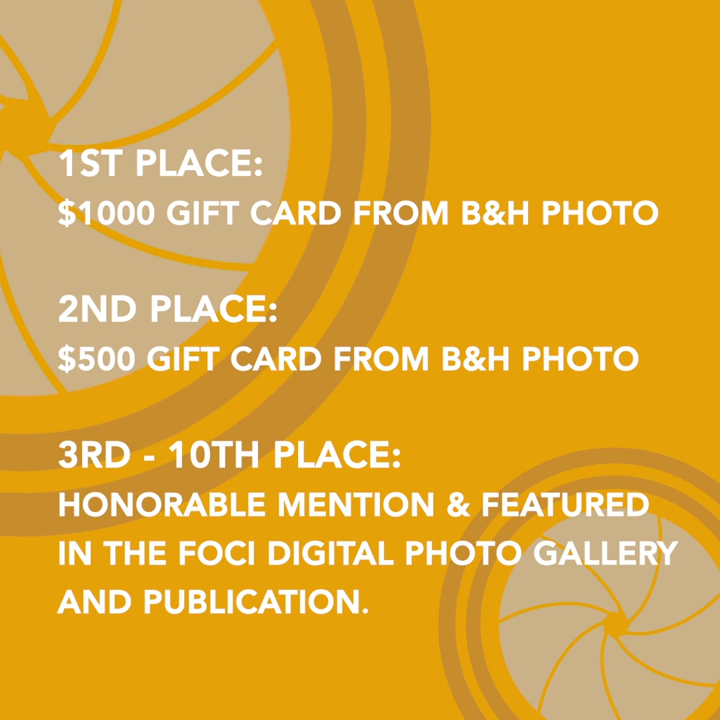 1ST PLACE:
$1000 GIFT CARD FROM B&H PHOTO
2ND PLACE:
$500 GIFT CARD FROM B&H PHOTO
3RD - 10TH PLACE:
HONORABLE MENTION & FEATURED
IN THE FOCI DIGITAL PHOTO GALLERY
AND PUBLICATION.